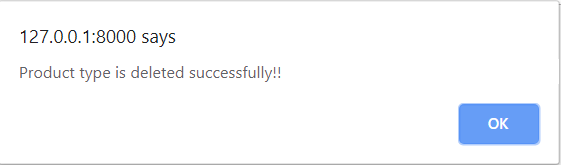 127.0.0.1:8000 says
Product type is deleted successfully!!
OK